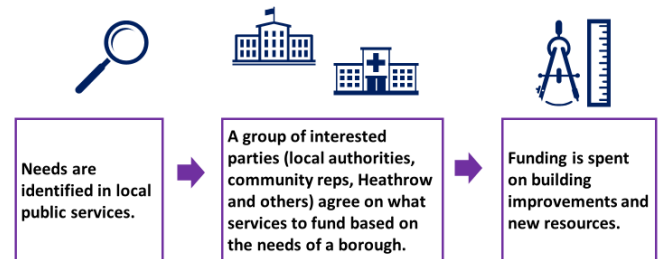 Needs are
identified in local
public services.
A group of interested
parties (local authorities,
community reps, Heathrow
and others) agree on what
services to fund based on
the needs of a borough.
Funding is spent
on building
improvements and
new resources.